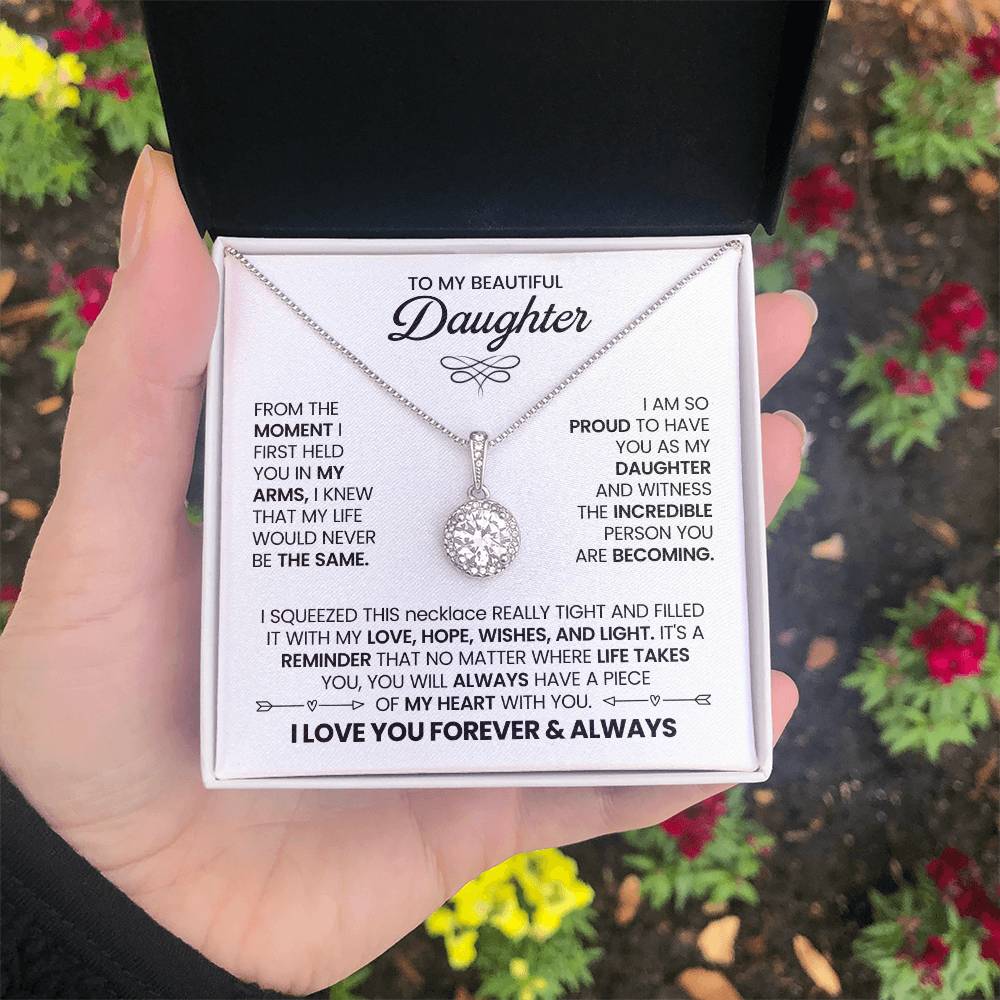 TO MY BEAUTIFUL
Daughter
FROM THE
MOMENT I
FIRST HELD
YOU IN MY
ARMS, I KNEW
THAT MY LIFE
WOULD NEVER
BE THE SAME.
I AM SO
PROUD TO HAVE
YOU AS MY
DAUGHTER
AND WITNESS
THE INCREDIBLE
PERSON YOU
ARE BECOMING.
I SQUEEZED THIS necklace REALLY TIGHT AND FILLED
IT WITH MY LOVE, HOPE, WISHES, AND LIGHT. IT'S A
REMINDER THAT NO MATTER WHERE LIFE TAKES
YOU, YOU WILL ALWAYS HAVE A PIECE
OF MY HEART WITH YOU.
I LOVE YOU FOREVER & ALWAYS